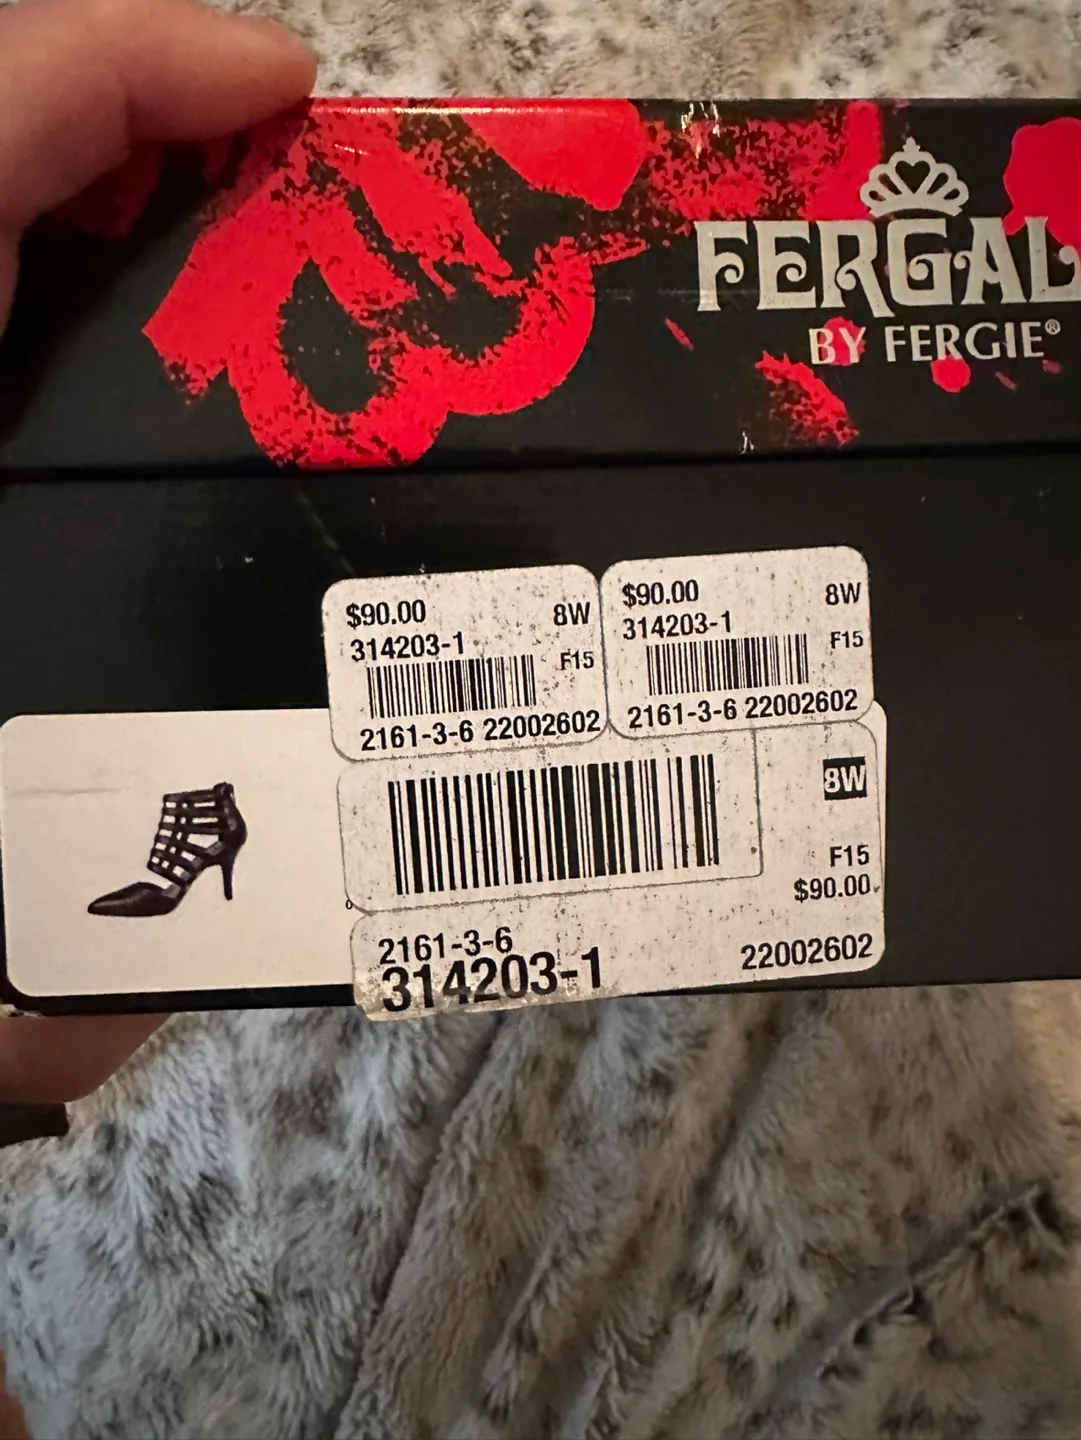 FERGAL
BY FERGIE®
$90.00 8W
314203-1
F15
2161-3-6 22002602
$90.00 8W
314203-1
F15
2161-3-6 22002602
8W
F15
$90.00
2161-3-6
314203-1
22002602